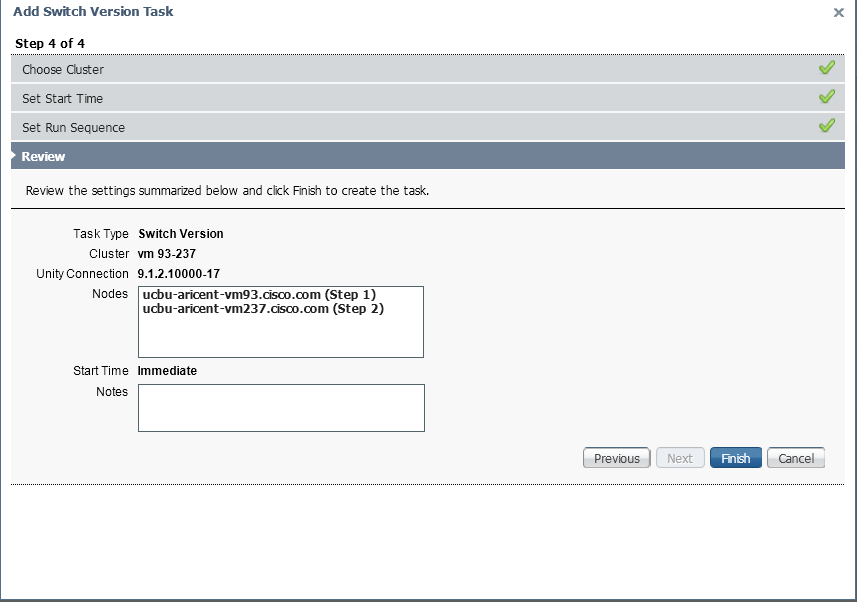 Add Switch Version Task
Step 4 of 4
Choose Cluster
Set Start Time
Set Run Sequence
Review
Review the settings summarized below and click Finish to create the task.
Task Type Switch Version
Cluster vm 93-237
Unity Connection 9.1.2.10000-17
Nodes ucbu-aricent-vm93.cisco.com (Step 1)
ucbu-aricent-vm237.cisco.com (Step 2)
Start Time Immediate
Notes
Previous Next Finish Cancel